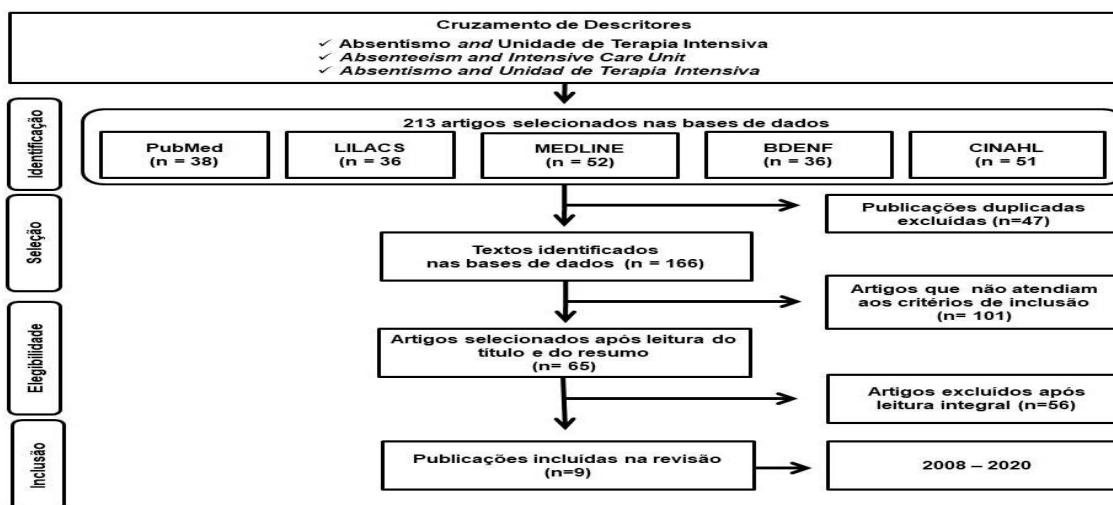 Cruzamento de Descritores
✓ Absentismo and Unidade de Terapia Intensiva
✓ Absenteeism and Intensive Care Unit
✓ Absentismo and Unidad de Terapia Intensiva
Identificação
213 artigos selecionados nas bases de dados
PubMed
(n = 38)
LILACS
(n = 36
MEDLINE
(n = 52)
BDENF
(n = 36)
CINAHL
(n = 51)
Seleção
Publicações duplicadas
excluídas (n=47)
Textos identificados
nas bases de dados (n = 166)
Artigos que não atendiam
aos critérios de inclusão
(n= 101)
Elegibilidade
Artigos selecionados após leitura do
título e do resumo
(n= 65)
Artigos excluídos após
leitura integral (n=56)
Inclusão
Publicações incluídas na revisão
(n=9)
2008 – 2020